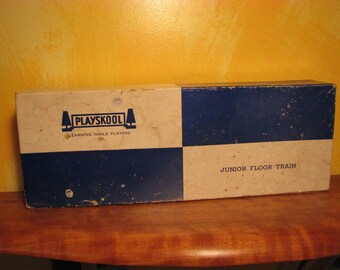 PLAYSKOOL
LEARNING WHILE PLAYING
JUNIOR FLOOR TRAIN